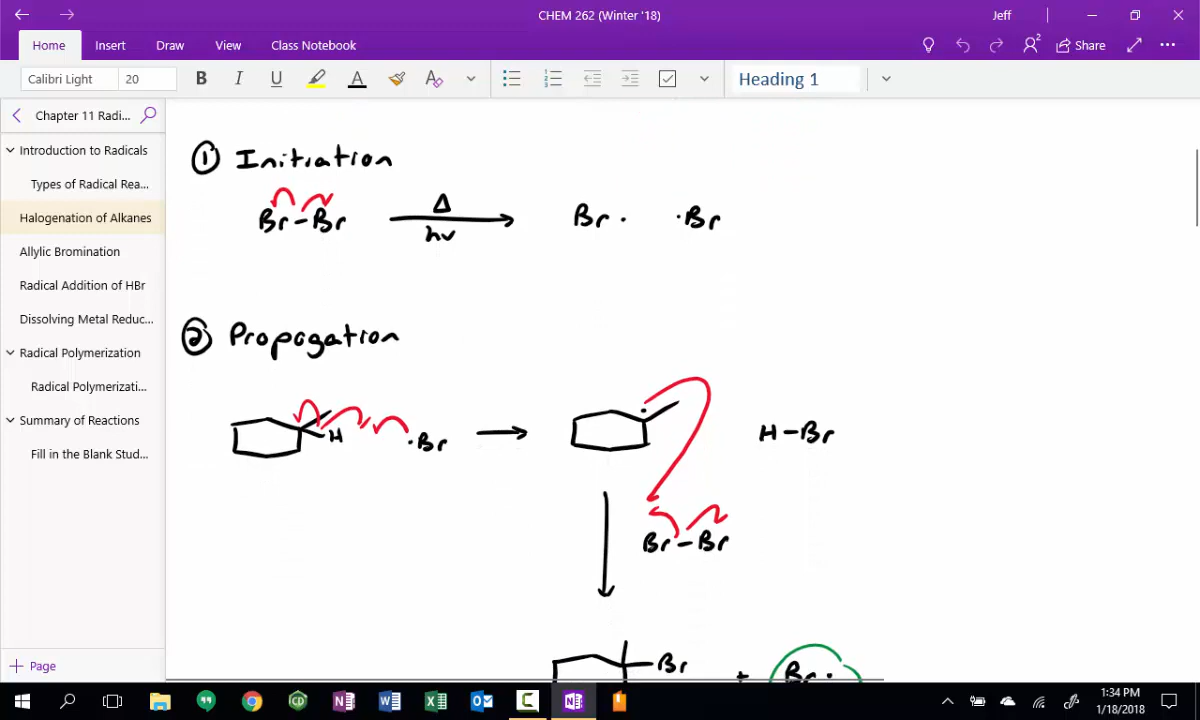 CHEM 262 (Winter '18)
Jeff
Home Insert Draw View Class Notebook
2 Share
Calibri Light 20 B I U A A Heading 1
Chapter 11 Radi...
Introduction to Radicals
Types of Radical Rea...
Halogenation of Alkanes
Allylic Bromination
Radical Addition of HBr
Dissolving Metal Reduc...
Radical Polymerization
Radical Polymerizati...
Summary of Reactions
Fill in the Blank Stud...
+ Page
① Initiation
Br-Br Δ hν Br· ·Br
② Propagation
H ·Br H-Br
Br-Br
Br + Br·
1:34 PM
1/18/2018